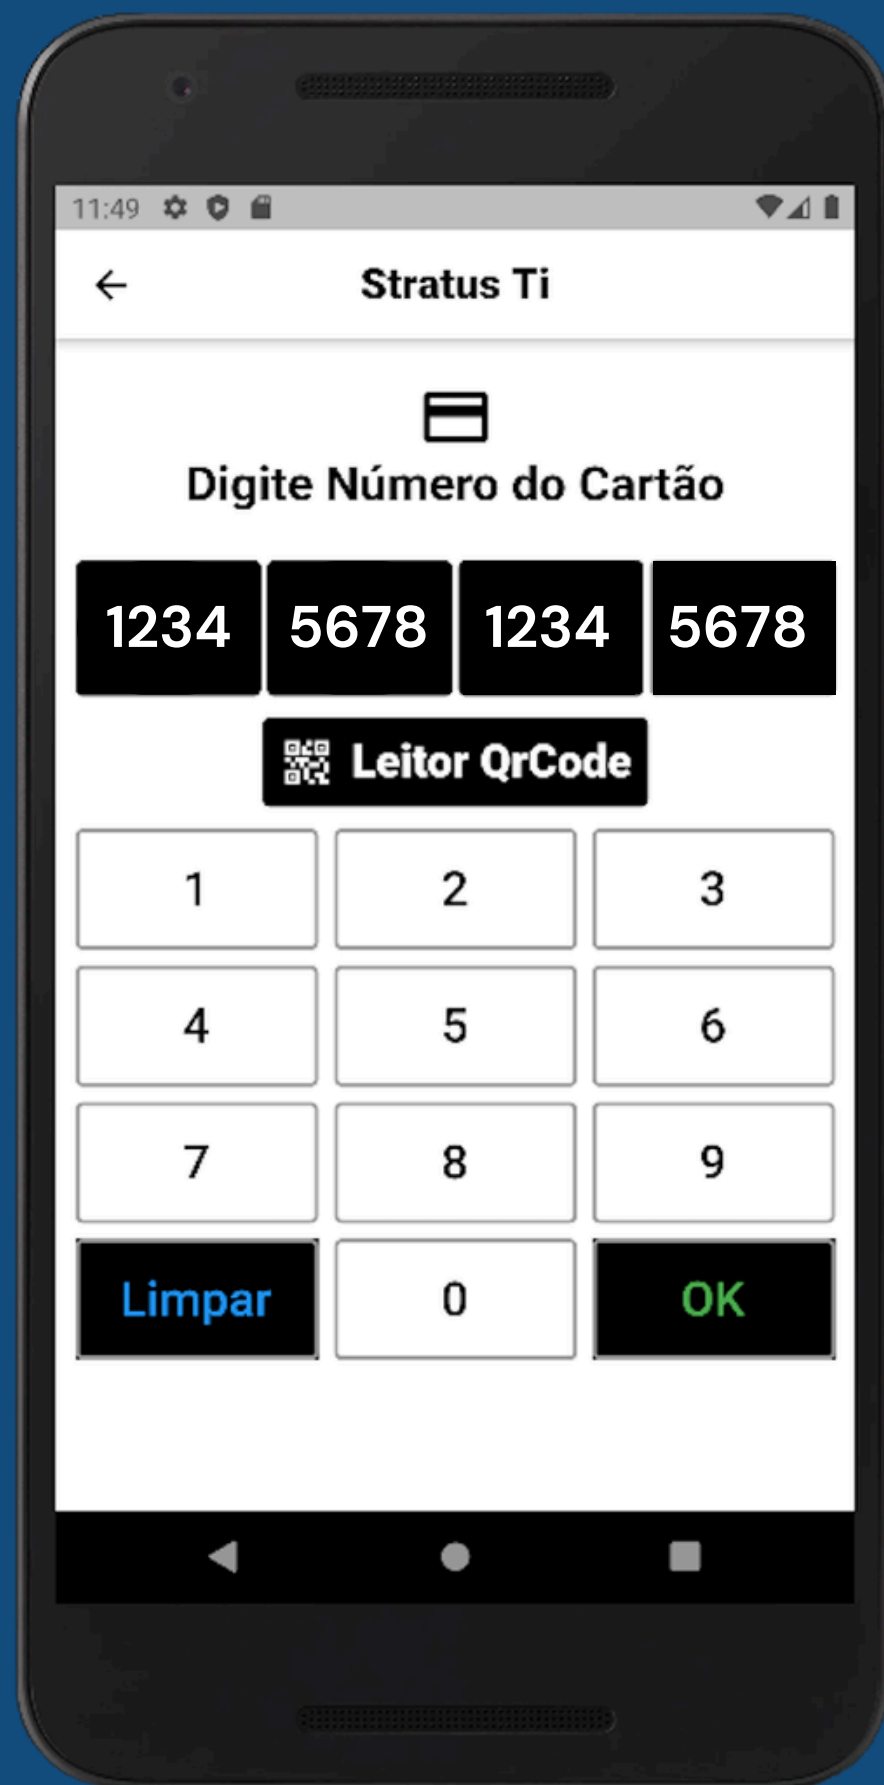 11:49
Stratus Ti
Digite Número do Cartão
1234 5678 1234 5678
Leitor QrCode
1 2 3
4 5 6
7 8 9
Limpar 0 OK